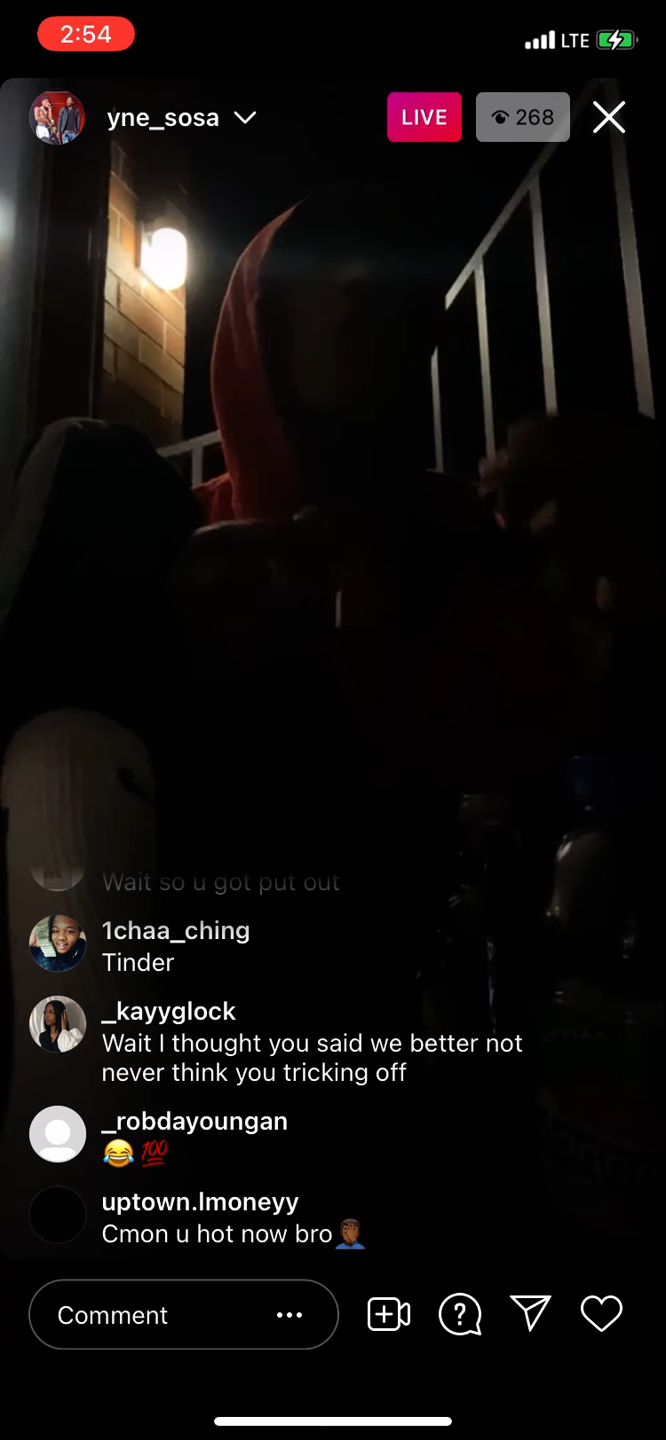 2:54
LTE
yne_sosa
LIVE
268
Wait so u got put out
1chaa_ching
Tinder
_kayyglock
Wait I thought you said we better not
never think you tricking off
_robdayoungan
😂 💯
uptown.lmoneyy
Cmon u hot now bro🤦🏾‍♂️
Comment